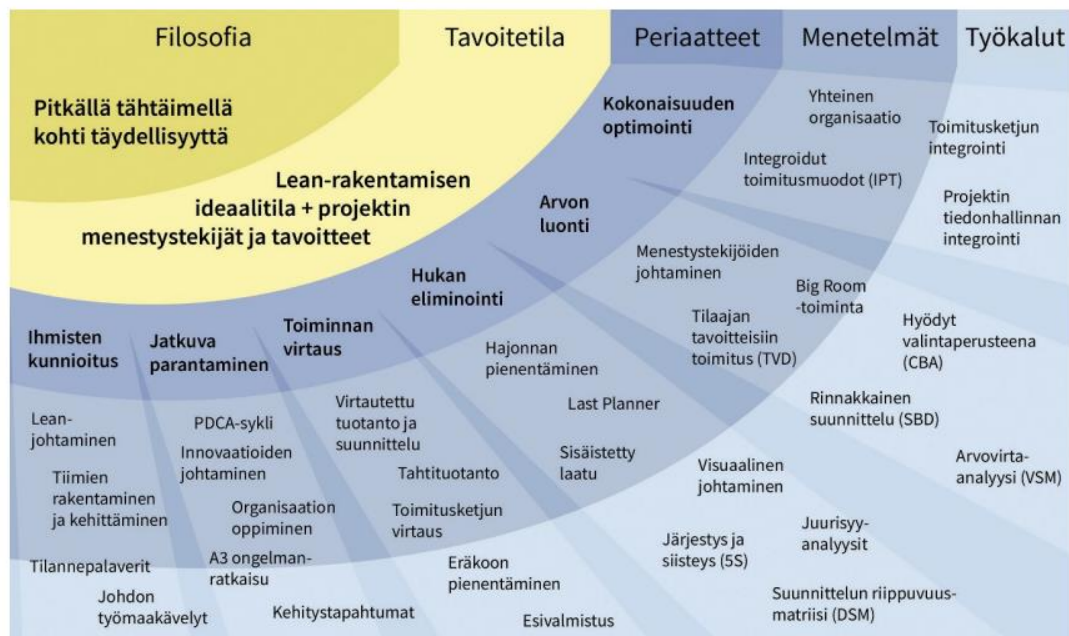 Filosofia
Tavoitetila
Periaatteet
Menetelmät
Työkalut
Pitkällä tähtäimellä
kohti täydellisyyttä
Lean-rakentamisen
ideaalitila + projektin
menestystekijät ja tavoitteet
Kokonaisuuden
optimointi
Arvon
luonti
Hukan
eliminointi
Toiminnan
virtaus
Jatkuva
parantaminen
Ihmisten
kunnioitus
Yhteinen
organisaatio
Integroidut
toimitusmuodot (IPT)
Toimitusketjun
integrointi
Projektin
tiedonhallinnan
integrointi
Menestystekijöiden
johtaminen
Big Room
-toiminta
Tilaajan
tavoitteisiin
toimitus (TVD)
Hyödyt
valintaperusteena
(CBA)
Rinnakkainen
suunnittelu (SBD)
Arvovirta-
analyysi (VSM)
Hajonnan
pienentäminen
Last Planner
Sisäistetty
laatu
Visuaalinen
johtaminen
Järjestys ja
siisteys (5S)
Juurisyy-
analyysit
Suunnittelun riippuvuus-
matriisi (DSM)
Virtautettu
tuotanto ja
suunnittelu
Tahtituotanto
Toimitusketjun
virtaus
Eräkoon
pienentäminen
Esivalmistus
PDCA-sykli
Innovaatioiden
johtaminen
Organisaation
oppiminen
A3 ongelman-
ratkaisu
Kehitystapahtumat
Lean-
johtaminen
Tiimien
rakentaminen
ja kehittäminen
Tilannepalaverit
Johdon
työmaakävelyt